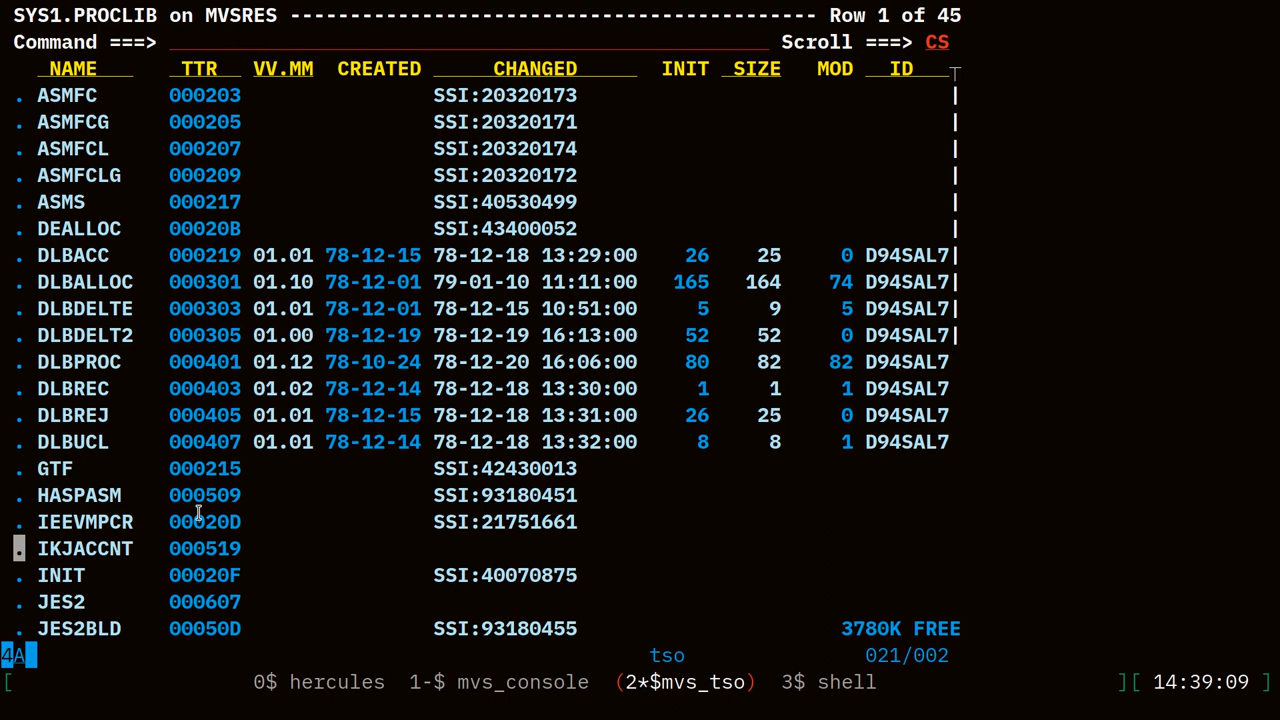 SYS1.PROCLIB on MVSRES -------------------------------------------- Row 1 of 45
Command ===> __________________________________________________ Scroll ===> CS
NAME TTR VV.MM CREATED CHANGED INIT SIZE MOD ID
. ASMFC 000203 SSI:20320173 |
. ASMFCG 000205 SSI:20320171 |
. ASMFCL 000207 SSI:20320174 |
. ASMFCLG 000209 SSI:20320172 |
. ASMS 000217 SSI:40530499 |
. DEALLOC 00020B SSI:43400052 |
. DLBACC 000219 01.01 78-12-15 78-12-18 13:29:00 26 25 0 D94SAL7|
. DLBALLOC 000301 01.10 78-12-01 79-01-10 11:11:00 165 164 74 D94SAL7|
. DLBDELTE 000303 01.01 78-12-01 78-12-15 10:51:00 5 9 5 D94SAL7|
. DLBDELT2 000305 01.00 78-12-19 78-12-19 16:13:00 52 52 0 D94SAL7|
. DLBPROC 000401 01.12 78-10-24 78-12-20 16:06:00 80 82 82 D94SAL7
. DLBREC 000403 01.02 78-12-14 78-12-18 13:30:00 1 1 1 D94SAL7
. DLBREJ 000405 01.01 78-12-15 78-12-18 13:31:00 26 25 0 D94SAL7
. DLBUCL 000407 01.01 78-12-14 78-12-18 13:32:00 8 8 1 D94SAL7
. GTF 000215 SSI:42430013
. HASPASM 000509 SSI:93180451
. IEEVMPCR 00020D SSI:21751661
. IKJACCNT 000519
. INIT 00020F SSI:40070875
. JES2 000607
. JES2BLD 00050D SSI:93180455 3780K FREE
4A tso 021/002
[ 0$ hercules 1-$ mvs_console (2*$mvs_tso) 3$ shell ][ 14:39:09 ]